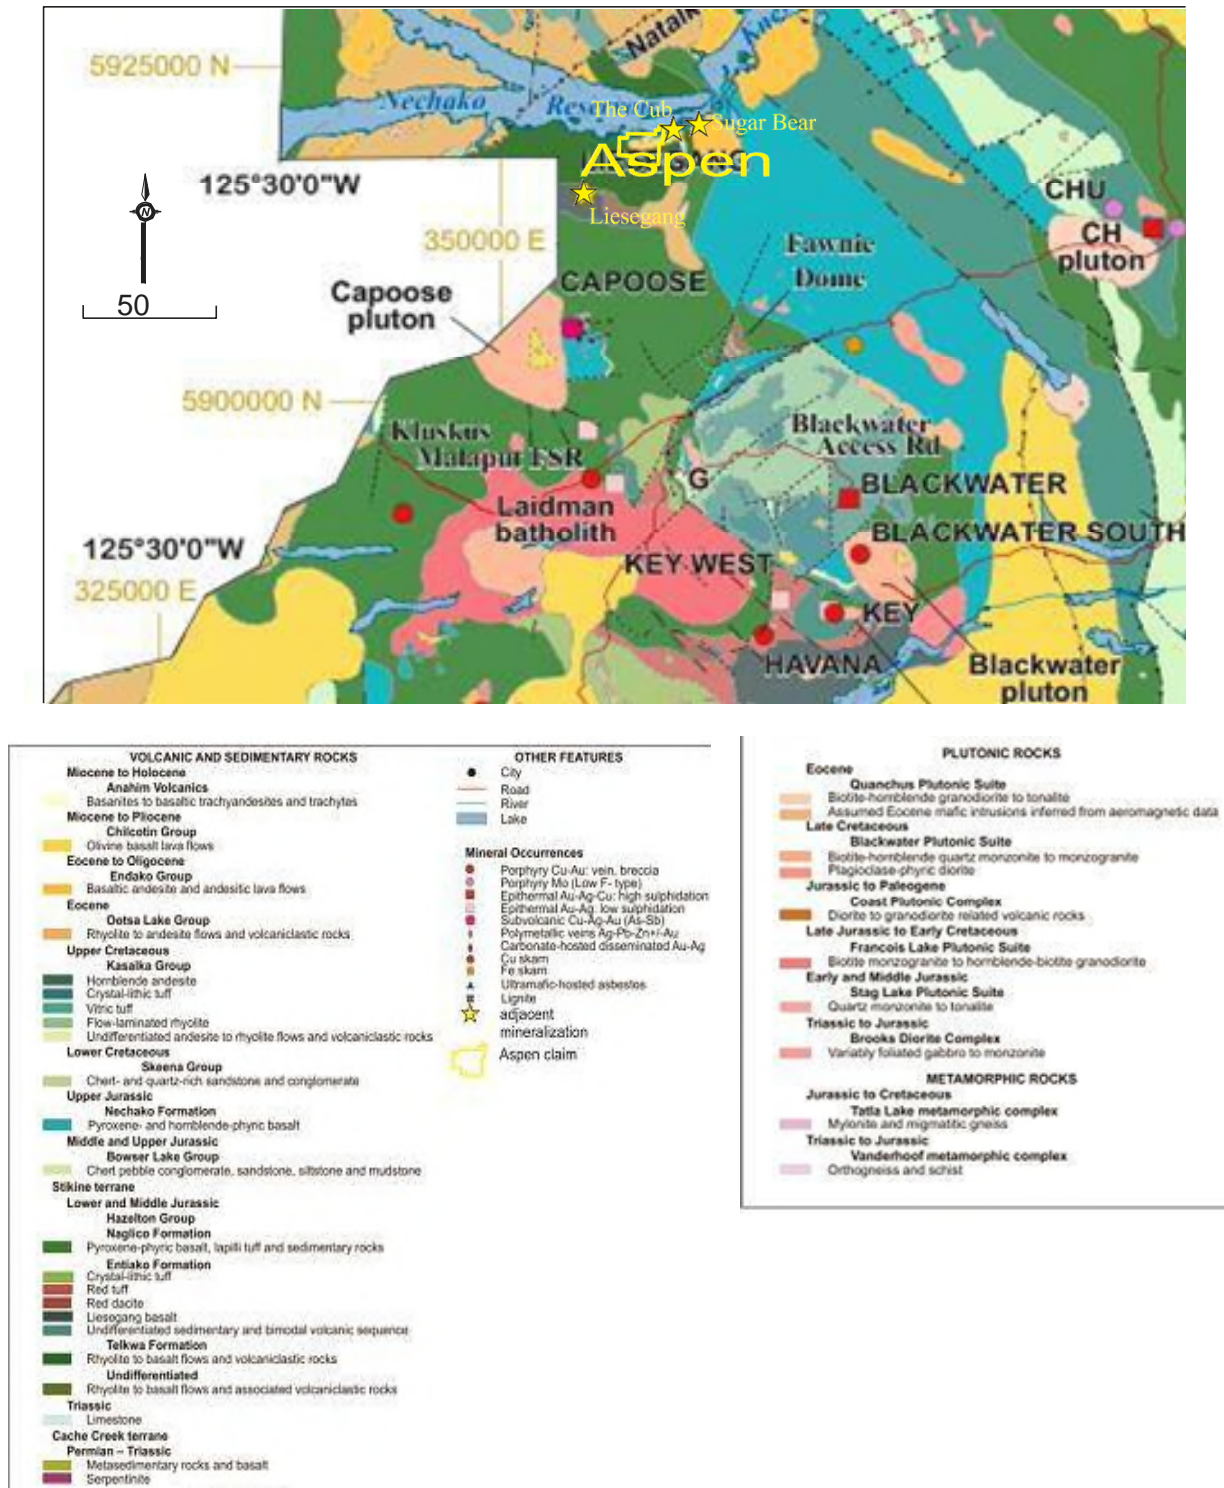 5925000 N
Natalk
Knch
Nechako
Res
The Cub
Sugar Bear
Aspen
125°30'0"W
Liesegang
CHU
CH
pluton
350000 E
Fawnie
Dome
CAPOOSE
50
Capoose
pluton
5900000 N
Kluskus
Mataput FSR
Blackwater
Access Rd
G
BLACKWATER
Laidman
batholith
125°30'0"W
BLACKWATER SOUTH
KEY WEST
325000 E
KEY
HAVANA
Blackwater
pluton
VOLCANIC AND SEDIMENTARY ROCKS
Miocene to Holocene
Anahim Volcanics
Basanites to basaltic trachyandesites and trachytes
Miocene to Pliocene
Chilcotin Group
Olivine basalt lava flows
Eocene to Oligocene
Endako Group
Basaltic andesite and andesitic lava flows
Eocene
Ootsa Lake Group
Rhyolite to andesite flows and volcaniclastic rocks
Upper Cretaceous
Kasalka Group
Hornblende andesite
Crystal-lithic tuff
Vitric tuff
Flow-laminated rhyolite
Undifferentiated andesite to rhyolite flows and volcaniclastic rocks
Lower Cretaceous
Skeena Group
Chert- and quartz-rich sandstone and conglomerate
Upper Jurassic
Nechako Formation
Pyroxene- and hornblende-phyric basalt
Middle and Upper Jurassic
Bowser Lake Group
Chert pebble conglomerate, sandstone, siltstone and mudstone
Stikine terrane
Lower and Middle Jurassic
Hazelton Group
Naglico Formation
Pyroxene-phyric basalt, lapilli tuff and sedimentary rocks
Entiako Formation
Crystal-lithic tuff
Red tuff
Red dacite
Liesegang basalt
Undifferentiated sedimentary and bimodal volcanic sequence
Telkwa Formation
Rhyolite to basalt flows and volcaniclastic rocks
Undifferentiated
Rhyolite to basalt flows and associated volcaniclastic rocks
Triassic
Limestone
Cache Creek terrane
Permian – Triassic
Metasedimentary rocks and basalt
Serpentinite
OTHER FEATURES
City
Road
River
Lake
Mineral Occurrences
Porphyry Cu-Au: vein, breccia
Porphyry Mo (Low F- type)
Epithermal Au-Ag-Cu: high sulphidation
Epithermal Au-Ag: low sulphidation
Subvolcanic Cu-Ag-Au (As-Sb)
Polymetallic veins Ag-Pb-Zn+/-Au
Carbonate-hosted disseminated Au-Ag
Cu skarn
Fe skarn
Ultramafic-hosted asbestos
Lignite
adjacent
mineralization
Aspen claim
PLUTONIC ROCKS
Eocene
Quanchus Plutonic Suite
Biotite-hornblende granodiorite to tonalite
Assumed Eocene mafic intrusions inferred from aeromagnetic data
Late Cretaceous
Blackwater Plutonic Suite
Biotite-hornblende quartz monzonite to monzogranite
Plagioclase-phyric diorite
Jurassic to Paleogene
Coast Plutonic Complex
Diorite to granodiorite related volcanic rocks
Late Jurassic to Early Cretaceous
Francois Lake Plutonic Suite
Biotite monzogranite to hornblende-biotite granodiorite
Early and Middle Jurassic
Stag Lake Plutonic Suite
Quartz monzonite to tonalite
Triassic to Jurassic
Brooks Diorite Complex
Variably foliated gabbro to monzonite
METAMORPHIC ROCKS
Jurassic to Cretaceous
Tatla Lake metamorphic complex
Mylonite and migmatitic gneiss
Triassic to Jurassic
Vanderhoof metamorphic complex
Orthogneiss and schist